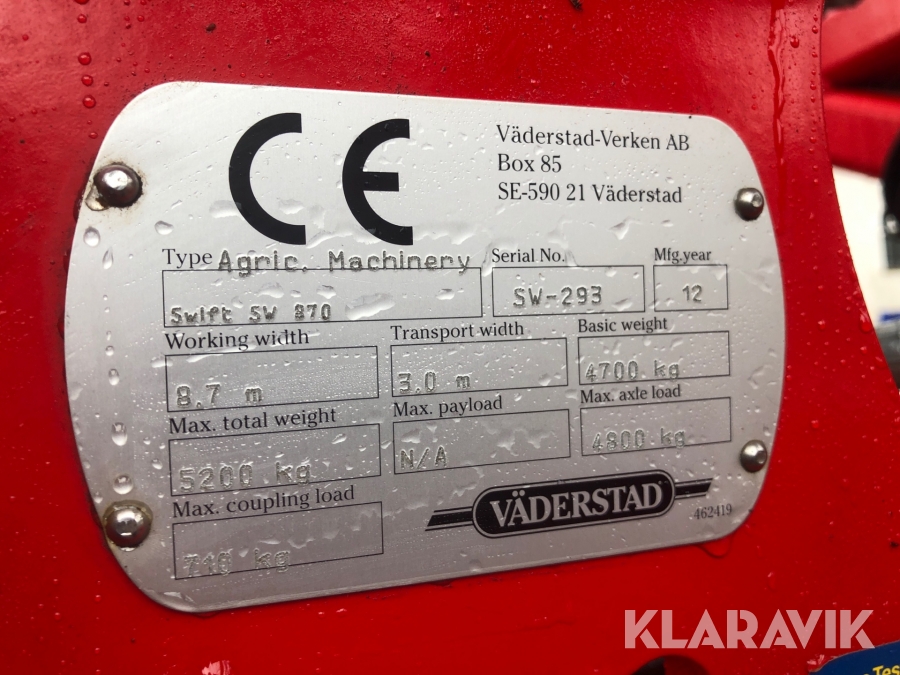 CE
Väderstad-Verken AB
Box 85
SE-590 21 Väderstad
Type Agric. Machinery
Serial No.
Mfg.year
Swift SW 870
SW-293
12
Working width
Transport width
Basic weight
8.7 m
3.0 m
4700 kg
Max. total weight
Max. payload
Max. axle load
5200 kg
N/A
4800 kg
Max. coupling load
kg
VÄDERSTAD
462419
KLARAVIK